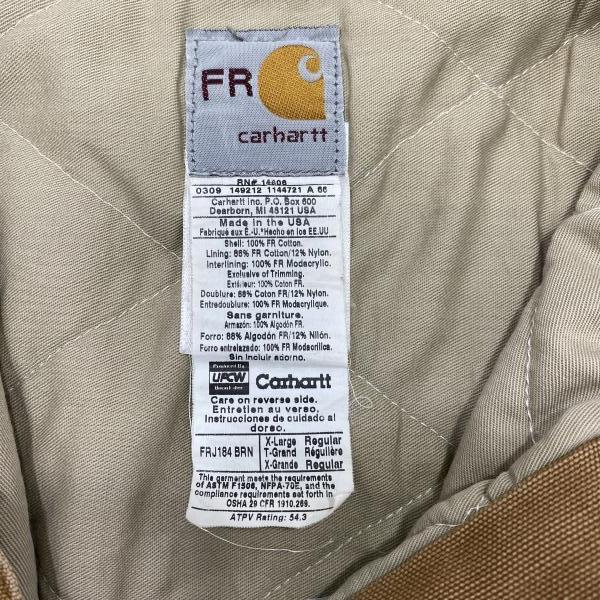 FR
carhartt
RN# 14806
0309 149212 1144721 A 66
Carhartt inc. P.O. Box 600
Dearborn, MI 45121 USA
Made in the USA
Fabriqué aux É.-U.*Hecho en los EE.UU
Shell: 100% FR Cotton.
Lining: 88% FR Cotton/12% Nylon.
Interlining: 100% FR Modacrylic.
Exclusive of Trimming.
Extérieur: 100% Coton FR.
Doublure: 88% Coton FR/12% Nylon.
Entredoublure: 100% FR Modacrylique.
Sans garniture.
Armazón: 100% Algodón FR.
Forro: 88% Algodón FR/12% Nilón.
Forro entrelazado: 100% FR Modacrílica.
Sin incluir adorno.
Produced By
UFCW
Carhartt
Care on reverse side.
Entretien au verso.
Instrucciones de cuidado al
dorso.
FRJ184 BRN
X-Large Regular
T-Grand Régulière
X-Grande Regular
This garment meets the requirements
of ASTM F1506, NFPA-70E, and the
compliance requirements set forth in
OSHA 29 CFR 1910.269.
ATPV Rating: 54.3